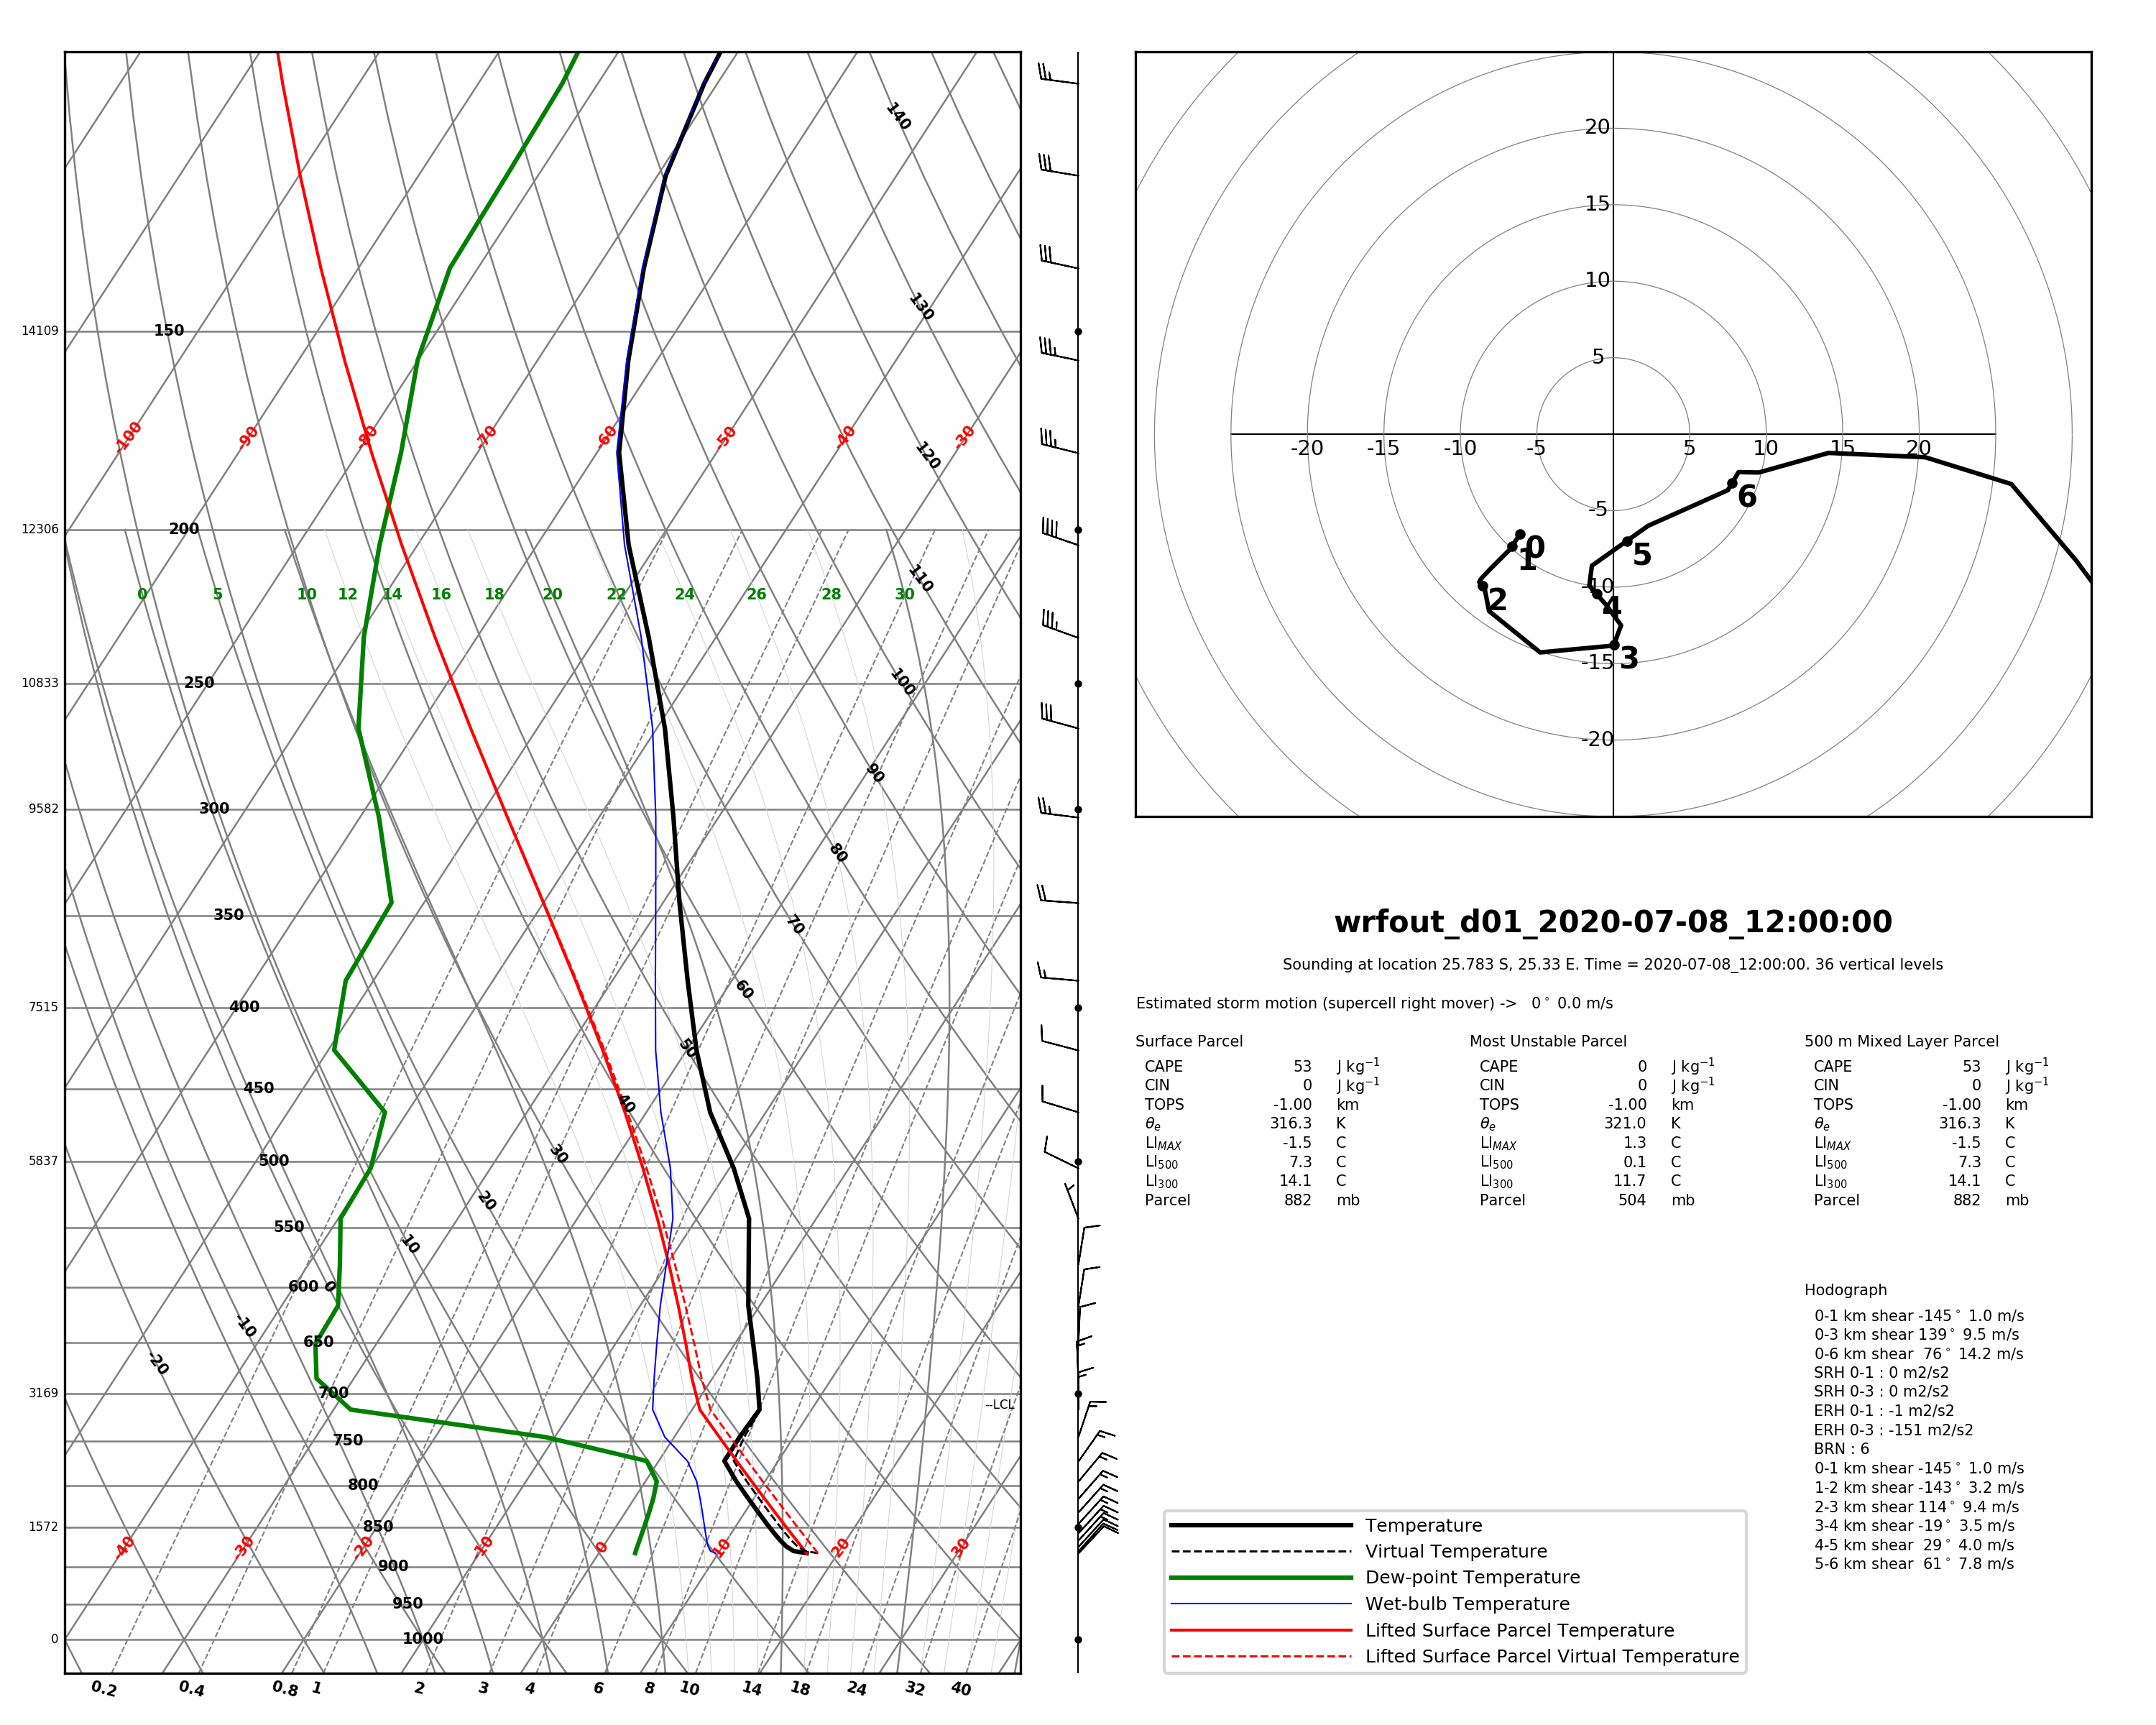 140
130
14109 150
-100 -90 -80 -70 -60 -50 -40 -30
120
12306 200
110
0 5 10 12 14 16 18 20 22 24 26 28 30
10833 250
100
90
9582 300
80
350
70
60
7515 400
50
450
40
5837 500
30
20
550
10
600 0
-10
650
-20
3169 700
--LCL
750
800
1572 850
-40 -30 -20 -10 0 10 20 30
900
950
0 1000
0.2 0.4 0.8 1 2 3 4 6 8 10 14 18 24 32 40
20
15
10
5
-20 -15 -10 -5 5 10 15 20
-5
-10
-15
-20
0
1
2
3
4
5
6
wrfout_d01_2020-07-08_12:00:00
Sounding at location 25.783 S, 25.33 E. Time = 2020-07-08_12:00:00. 36 vertical levels
Estimated storm motion (supercell right mover) -> 0° 0.0 m/s
Surface Parcel
CAPE 53 J kg⁻¹
CIN 0 J kg⁻¹
TOPS -1.00 km
θₑ 316.3 K
LI_MAX -1.5 C
LI₅₀₀ 7.3 C
LI₃₀₀ 14.1 C
Parcel 882 mb
Most Unstable Parcel
CAPE 0 J kg⁻¹
CIN 0 J kg⁻¹
TOPS -1.00 km
θₑ 321.0 K
LI_MAX 1.3 C
LI₅₀₀ 0.1 C
LI₃₀₀ 11.7 C
Parcel 504 mb
500 m Mixed Layer Parcel
CAPE 53 J kg⁻¹
CIN 0 J kg⁻¹
TOPS -1.00 km
θₑ 316.3 K
LI_MAX -1.5 C
LI₅₀₀ 7.3 C
LI₃₀₀ 14.1 C
Parcel 882 mb
Hodograph
0-1 km shear -145° 1.0 m/s
0-3 km shear 139° 9.5 m/s
0-6 km shear 76° 14.2 m/s
SRH 0-1 : 0 m2/s2
SRH 0-3 : 0 m2/s2
ERH 0-1 : -1 m2/s2
ERH 0-3 : -151 m2/s2
BRN : 6
0-1 km shear -145° 1.0 m/s
1-2 km shear -143° 3.2 m/s
2-3 km shear 114° 9.4 m/s
3-4 km shear -19° 3.5 m/s
4-5 km shear 29° 4.0 m/s
5-6 km shear 61° 7.8 m/s
Temperature
Virtual Temperature
Dew-point Temperature
Wet-bulb Temperature
Lifted Surface Parcel Temperature
Lifted Surface Parcel Virtual Temperature